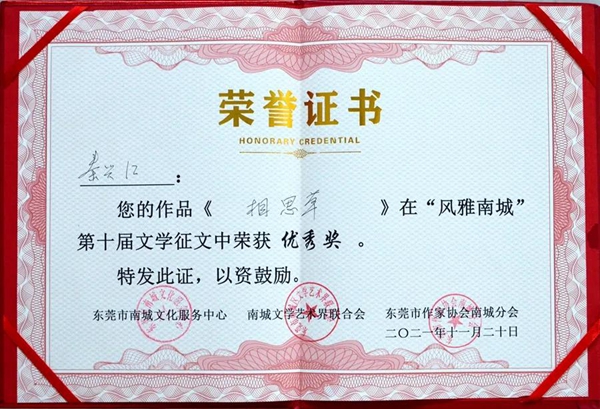 荣誉证书
HONORARY CREDENTIAL
秦兴江：
您的作品《 相思草 》在“风雅南城”
第十届文学征文中荣获 优秀奖 。
特发此证，以资鼓励。
东莞市南城文化服务中心 南城文学艺术界联合会 东莞市作家协会南城分会
二〇二一年十一月二十日